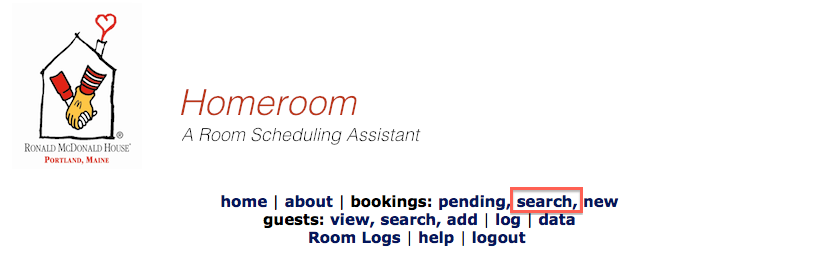 RONALD MCDONALD HOUSE®
PORTLAND, MAINE
Homeroom
A Room Scheduling Assistant
home | about | bookings: pending, search, new
guests: view, search, add | log | data
Room Logs | help | logout